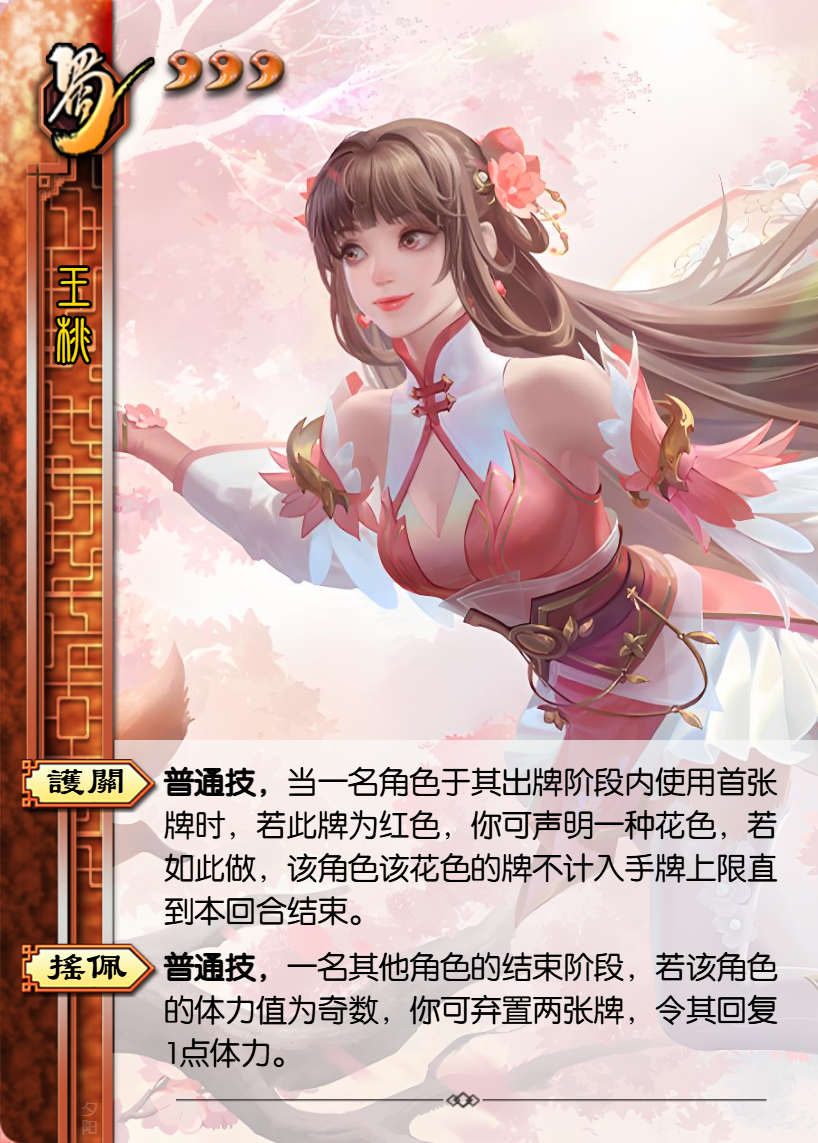 蜀
王桃
護關
普通技，当一名角色于其出牌阶段内使用首张
牌时，若此牌为红色，你可声明一种花色，若
如此做，该角色该花色的牌不计入手牌上限直
到本回合结束。
搖佩
普通技，一名其他角色的结束阶段，若该角色
的体力值为奇数，你可弃置两张牌，令其回复
1点体力。
夕阳